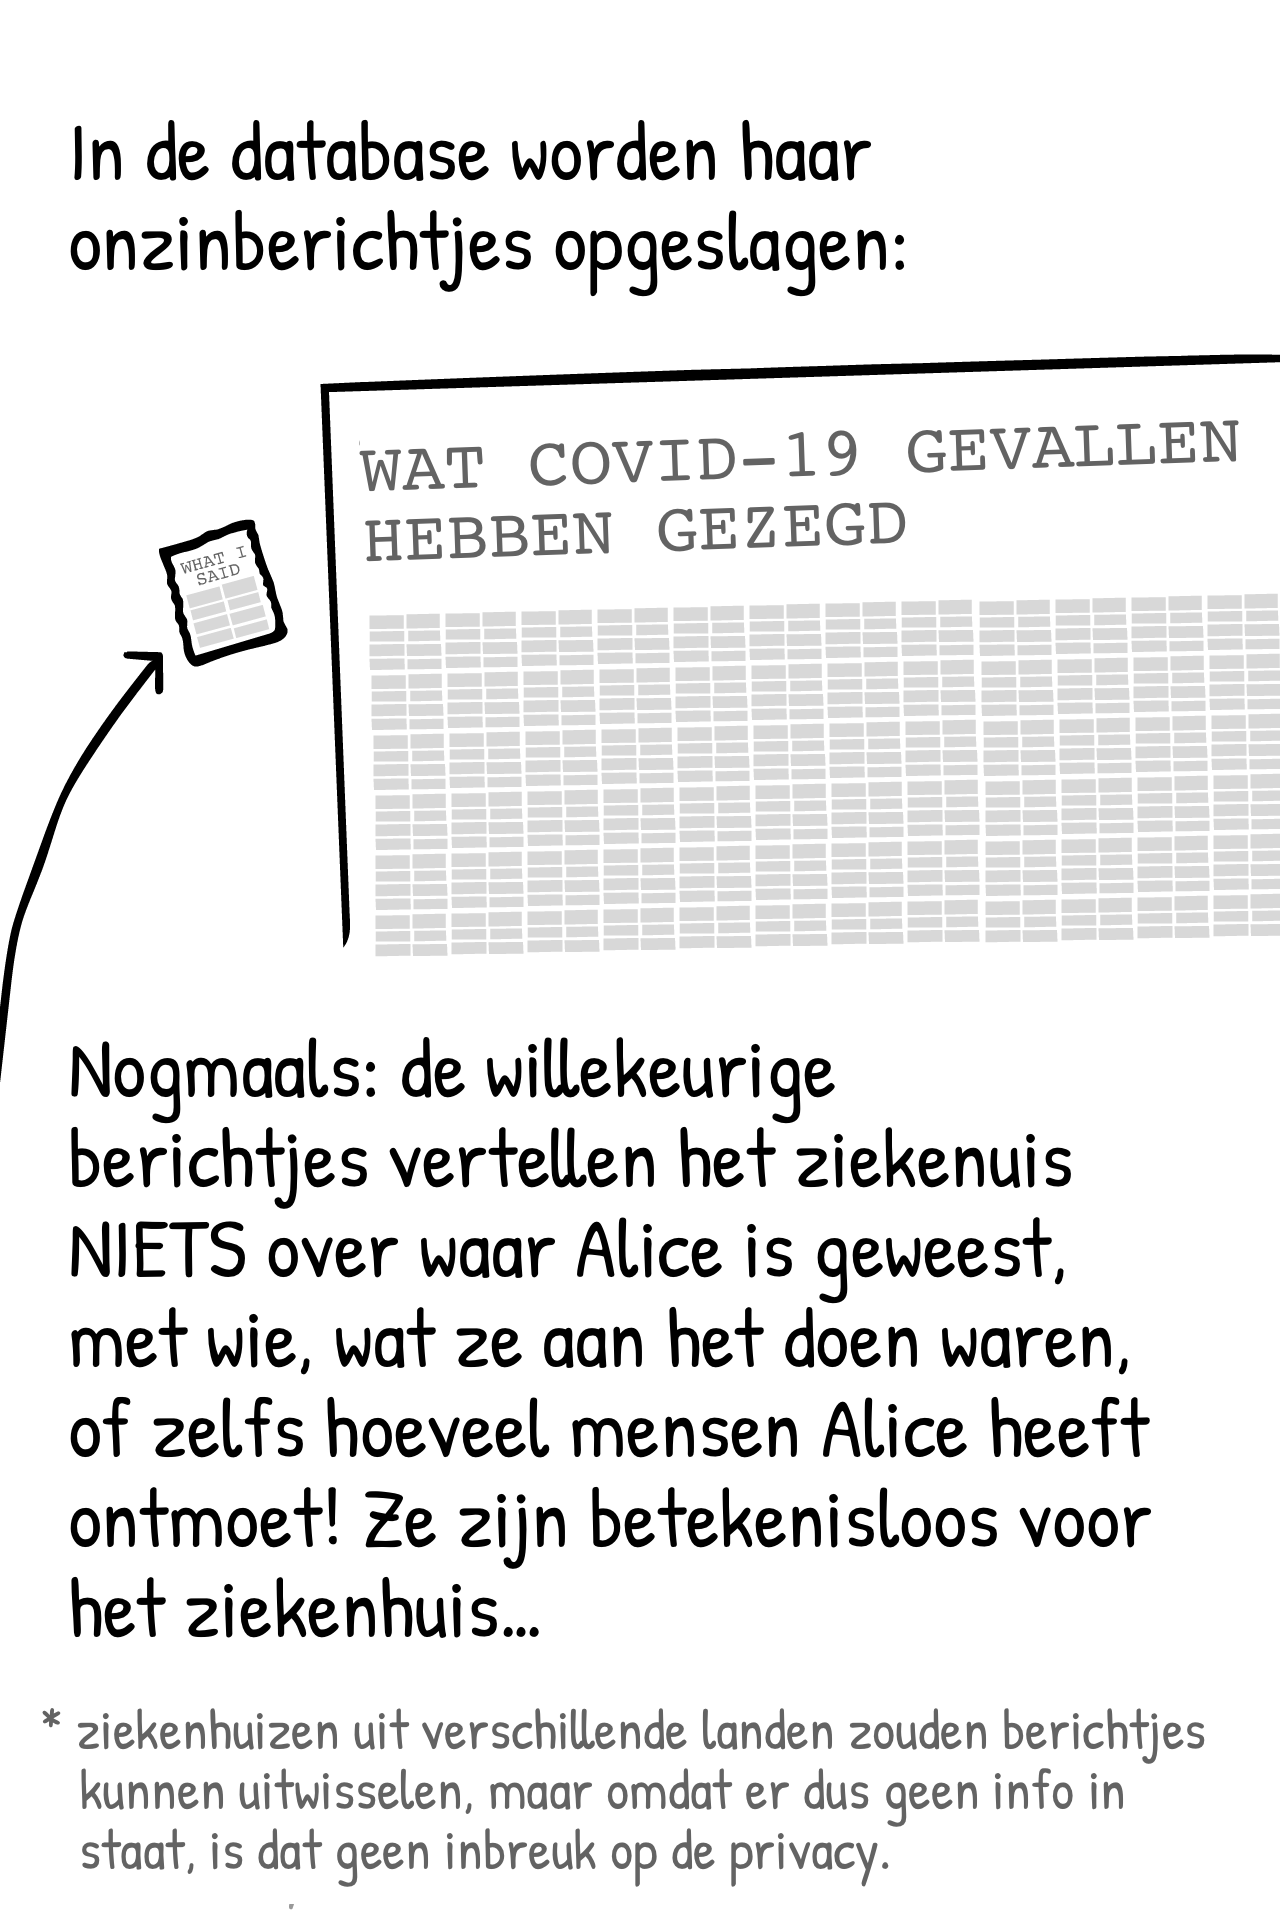 In de database worden haar
onzinberichtjes opgeslagen:
WAT COVID-19 GEVALLEN
HEBBEN GEZEGD
WHAT I
SAID
Nogmaals: de willekeurige
berichtjes vertellen het ziekenuis
NIETS over waar Alice is geweest,
met wie, wat ze aan het doen waren,
of zelfs hoeveel mensen Alice heeft
ontmoet! Ze zijn betekenisloos voor
het ziekenhuis...
* ziekenhuizen uit verschillende landen zouden berichtjes
kunnen uitwisselen, maar omdat er dus geen info in
staat, is dat geen inbreuk op de privacy.